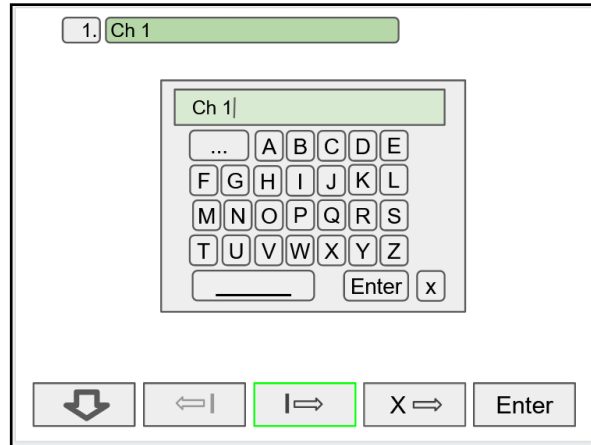 1. Ch 1
Ch 1
... A B C D E
F G H I J K L
M N O P Q R S
T U V W X Y Z
Enter x
I I X Enter